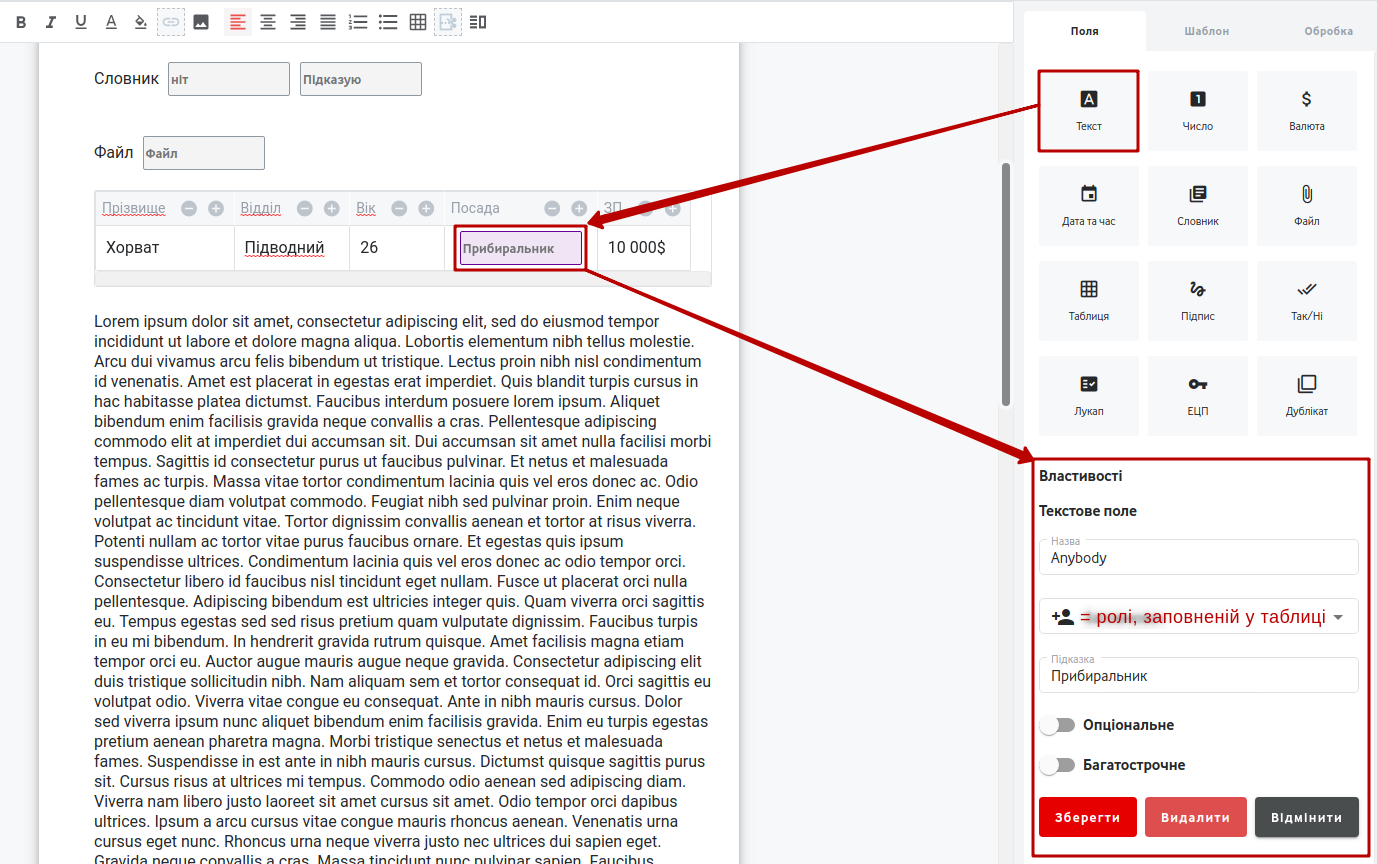 B I U A
Поля Шаблон Обробка
Словник ніт Підказую
Файл Файл
Прізвище Відділ Вік Посада ЗП
Хорват Підводний 26 Прибиральник 10 000$
Lorem ipsum dolor sit amet, consectetur adipiscing elit, sed do eiusmod tempor
incididunt ut labore et dolore magna aliqua. Lobortis elementum nibh tellus molestie.
Arcu dui vivamus arcu felis bibendum ut tristique. Lectus proin nibh nisl condimentum
id venenatis. Amet est placerat in egestas erat imperdiet. Quis blandit turpis cursus in
hac habitasse platea dictumst. Faucibus interdum posuere lorem ipsum. Aliquet
bibendum enim facilisis gravida neque convallis a cras. Pellentesque adipiscing
commodo elit at imperdiet dui accumsan sit. Dui accumsan sit amet nulla facilisi morbi
tempus. Sagittis id consectetur purus ut faucibus pulvinar. Et netus et malesuada
fames ac turpis. Massa vitae tortor condimentum lacinia quis vel eros donec ac. Odio
pellentesque diam volutpat commodo. Feugiat nibh sed pulvinar proin. Enim neque
volutpat ac tincidunt vitae. Tortor dignissim convallis aenean et tortor at risus viverra.
Potenti nullam ac tortor vitae purus faucibus ornare. Et egestas quis ipsum
suspendisse ultrices. Condimentum lacinia quis vel eros donec ac odio tempor orci.
Consectetur libero id faucibus nisl tincidunt eget nullam. Fusce ut placerat orci nulla
pellentesque. Adipiscing bibendum est ultricies integer quis. Quam viverra orci sagittis
eu. Tempus egestas sed sed risus pretium quam vulputate dignissim. Faucibus turpis
in eu mi bibendum. In hendrerit gravida rutrum quisque. Amet facilisis magna etiam
tempor orci eu. Auctor augue mauris augue neque gravida. Consectetur adipiscing elit
duis tristique sollicitudin nibh. Nam aliquam sem et tortor consequat id. Orci sagittis eu
volutpat odio. Viverra vitae congue eu consequat. Ante in nibh mauris cursus. Dolor
sed viverra ipsum nunc aliquet bibendum enim facilisis gravida. Enim eu turpis egestas
pretium aenean pharetra magna. Morbi tristique senectus et netus et malesuada
fames. Suspendisse in est ante in nibh mauris cursus. Dictumst quisque sagittis purus
sit. Cursus risus at ultrices mi tempus. Commodo odio aenean sed adipiscing diam.
Viverra nam libero justo laoreet sit amet cursus sit amet. Odio tempor orci dapibus
ultrices. Ipsum a arcu cursus vitae congue mauris rhoncus aenean. Venenatis urna
cursus eget nunc. Rhoncus urna neque viverra justo nec ultrices dui sapien eget.
Gravida neque convallis a cras. Massa tincidunt nunc pulvinar sapien. Faucibus
A 1 $
Текст Число Валюта
Дата та час Словник Файл
Таблиця Підпис Так/Ні
Лукап ЕЦП Дублікат
Властивості
Текстове поле
Назва
Anybody
= ролі, заповненій у таблиці
Підказка
Прибиральник
Опціональне
Багатострочне
Зберегти Видалити Відмінити